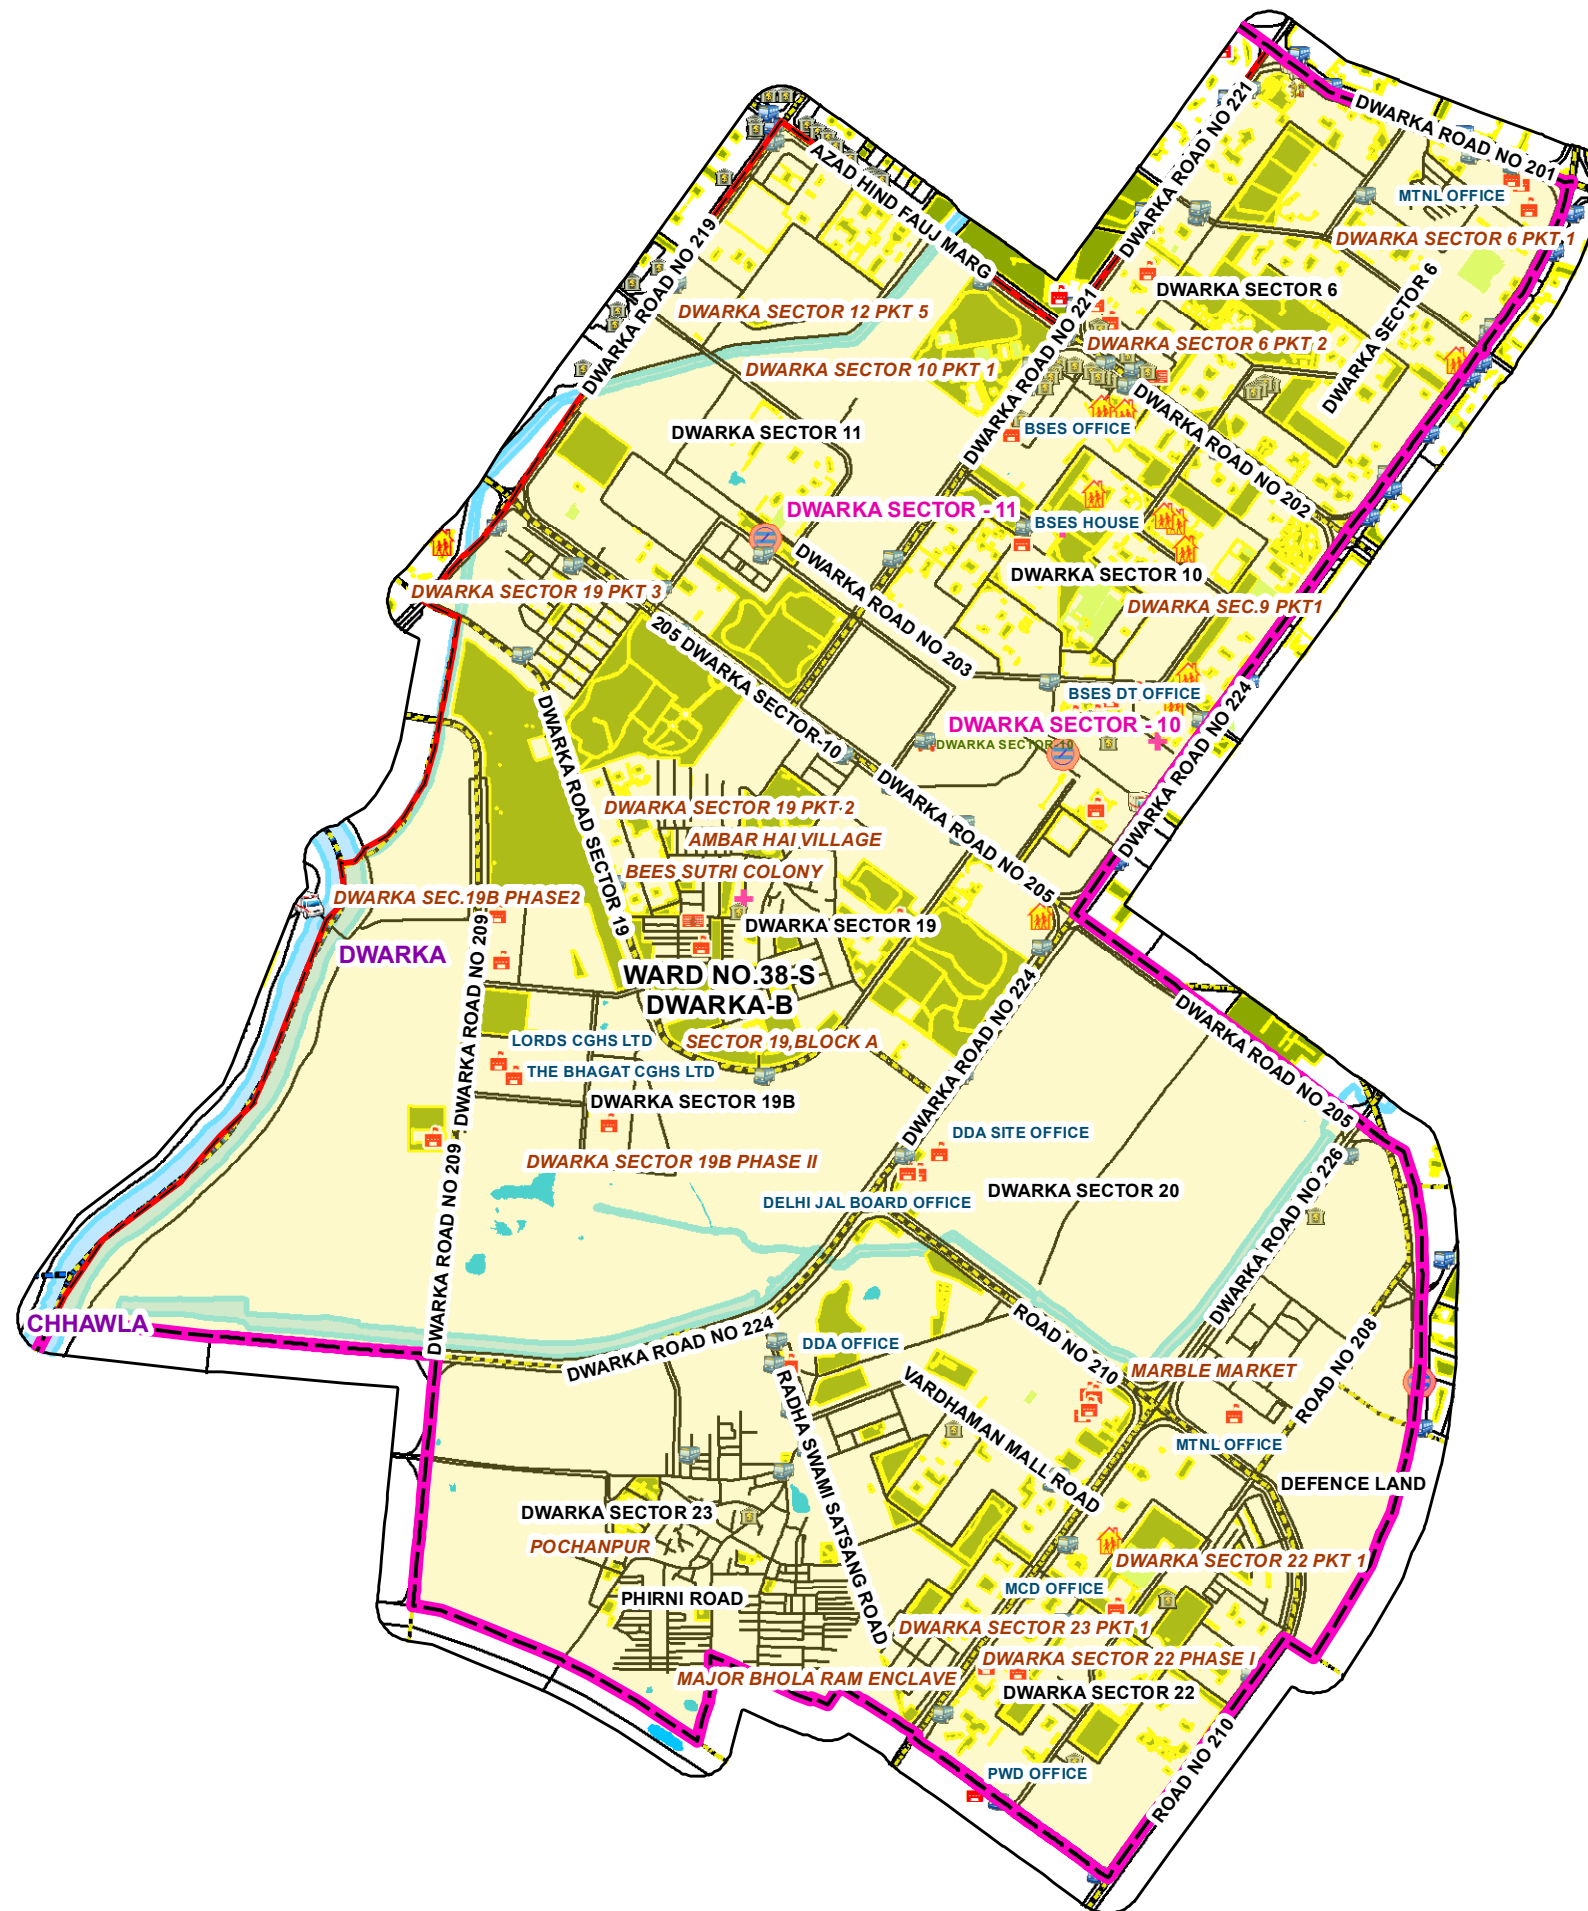 DWARKA ROAD NO 201
DWARKA ROAD NO 221
MTNL OFFICE
AZAD HIND FAUJ MARG
DWARKA SECTOR 6 PKT 1
DWARKA ROAD NO 219
DWARKA SECTOR 6
DWARKA SECTOR 6
DWARKA SECTOR 12 PKT 5
DWARKA ROAD NO 221
DWARKA SECTOR 6 PKT 2
DWARKA SECTOR 10 PKT 1
DWARKA SECTOR 11
BSES OFFICE
DWARKA ROAD NO 202
DWARKA SECTOR - 11
BSES HOUSE
DWARKA SECTOR 10
DWARKA SECTOR 19 PKT 3
DWARKA ROAD NO 203
DWARKA SEC.9 PKT1
205 DWARKA SECTOR-10
BSES DT OFFICE
DWARKA SECTOR - 10
DWARKA SECTOR-10
DWARKA ROAD NO 224
DWARKA ROAD SECTOR 19
DWARKA SECTOR 19 PKT 2
AMBAR HAI VILLAGE
DWARKA ROAD NO 205
BEES SUTRI COLONY
DWARKA SEC.19B PHASE2
DWARKA SECTOR 19
DWARKA
WARD NO.38-S
DWARKA-B
DWARKA ROAD NO 209
LORDS CGHS LTD
SECTOR 19,BLOCK A
DWARKA ROAD NO 224
DWARKA ROAD NO 205
THE BHAGAT CGHS LTD
DWARKA SECTOR 19B
DDA SITE OFFICE
DWARKA SECTOR 19B PHASE II
DWARKA SECTOR 20
DELHI JAL BOARD OFFICE
DWARKA ROAD NO 226
DWARKA ROAD NO 209
CHHAWLA
DWARKA ROAD NO 224
DDA OFFICE
ROAD NO 210
MARBLE MARKET
ROAD NO 208
RADHA SWAMI SATSANG ROAD
VARDHAMAN MALL ROAD
MTNL OFFICE
DEFENCE LAND
DWARKA SECTOR 23
POCHANPUR
DWARKA SECTOR 22 PKT 1
MCD OFFICE
PHIRNI ROAD
DWARKA SECTOR 23 PKT 1
DWARKA SECTOR 22 PHASE I
MAJOR BHOLA RAM ENCLAVE
DWARKA SECTOR 22
PWD OFFICE
ROAD NO 210